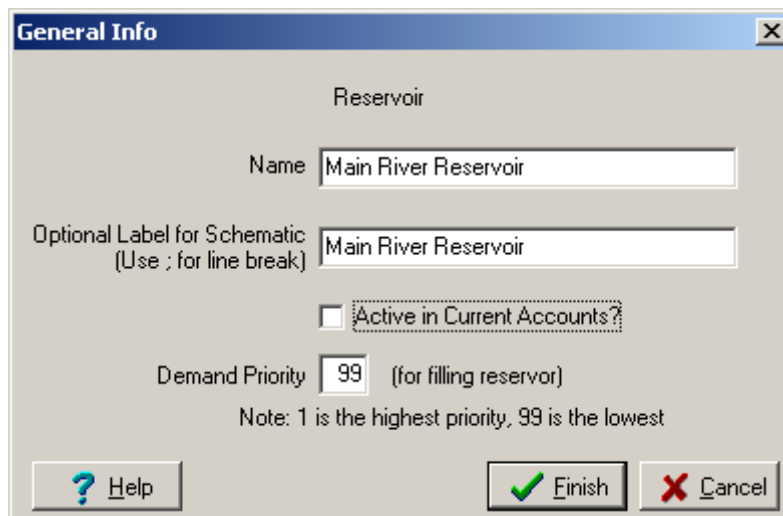 General Info
Reservoir
Name Main River Reservoir
Optional Label for Schematic Main River Reservoir
(Use ; for line break)
Active in Current Accounts?
Demand Priority 99 (for filling reservor)
Note: 1 is the highest priority, 99 is the lowest
? Help Finish Cancel